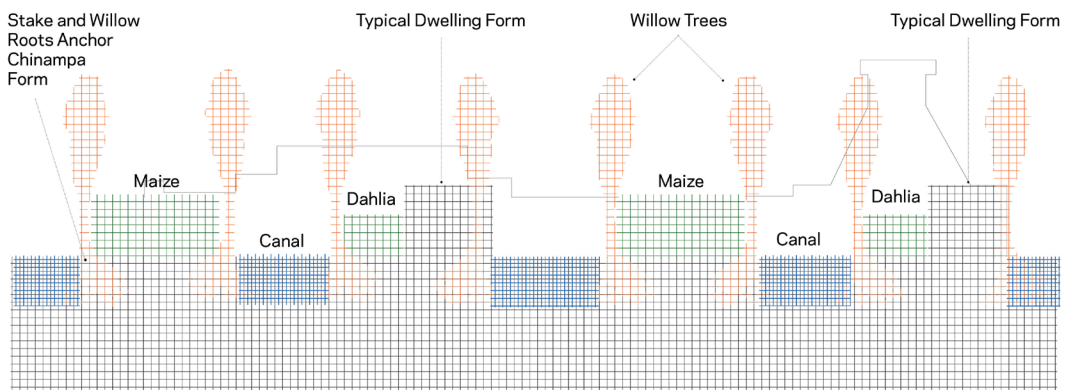 Stake and Willow
Roots Anchor
Chinampa
Form
Typical Dwelling Form
Willow Trees
Typical Dwelling Form
Maize
Dahlia
Canal
Maize
Dahlia
Canal